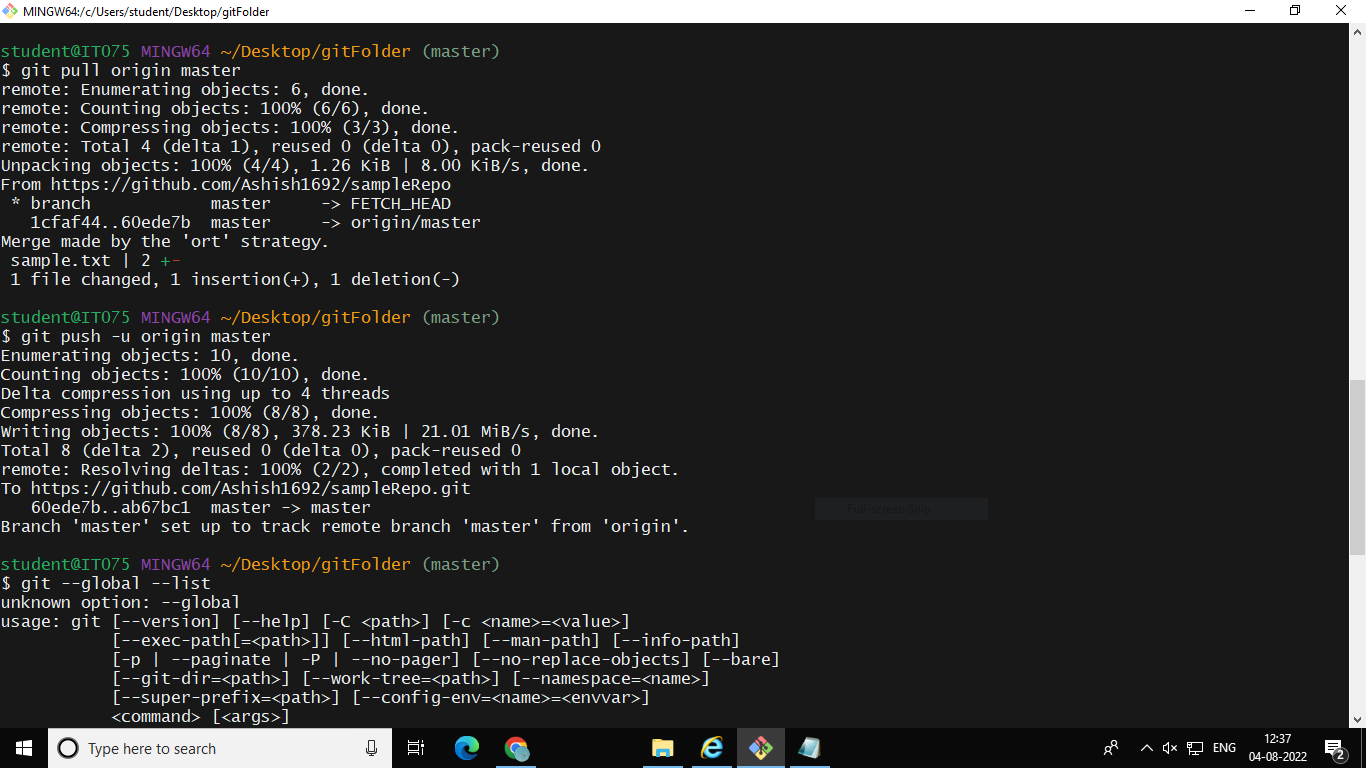 MINGW64:/c/Users/student/Desktop/gitFolder
student@IT075 MINGW64 ~/Desktop/gitFolder (master)
$ git pull origin master
remote: Enumerating objects: 6, done.
remote: Counting objects: 100% (6/6), done.
remote: Compressing objects: 100% (3/3), done.
remote: Total 4 (delta 1), reused 0 (delta 0), pack-reused 0
Unpacking objects: 100% (4/4), 1.26 KiB | 8.00 KiB/s, done.
From https://github.com/Ashish1692/sampleRepo
 * branch            master     -> FETCH_HEAD
   1cfaf44..60ede7b  master     -> origin/master
Merge made by the 'ort' strategy.
 sample.txt | 2 +-
 1 file changed, 1 insertion(+), 1 deletion(-)
student@IT075 MINGW64 ~/Desktop/gitFolder (master)
$ git push -u origin master
Enumerating objects: 10, done.
Counting objects: 100% (10/10), done.
Delta compression using up to 4 threads
Compressing objects: 100% (8/8), done.
Writing objects: 100% (8/8), 378.23 KiB | 21.01 MiB/s, done.
Total 8 (delta 2), reused 0 (delta 0), pack-reused 0
remote: Resolving deltas: 100% (2/2), completed with 1 local object.
To https://github.com/Ashish1692/sampleRepo.git
   60ede7b..ab67bc1  master -> master
Full-screen Snip
Branch 'master' set up to track remote branch 'master' from 'origin'.
student@IT075 MINGW64 ~/Desktop/gitFolder (master)
$ git --global --list
unknown option: --global
usage: git [--version] [--help] [-C <path>] [-c <name>=<value>]
           [--exec-path[=<path>]] [--html-path] [--man-path] [--info-path]
           [-p | --paginate | -P | --no-pager] [--no-replace-objects] [--bare]
           [--git-dir=<path>] [--work-tree=<path>] [--namespace=<name>]
           [--super-prefix=<path>] [--config-env=<name>=<envvar>]
           <command> [<args>]
Type here to search
ENG
12:37
04-08-2022
2